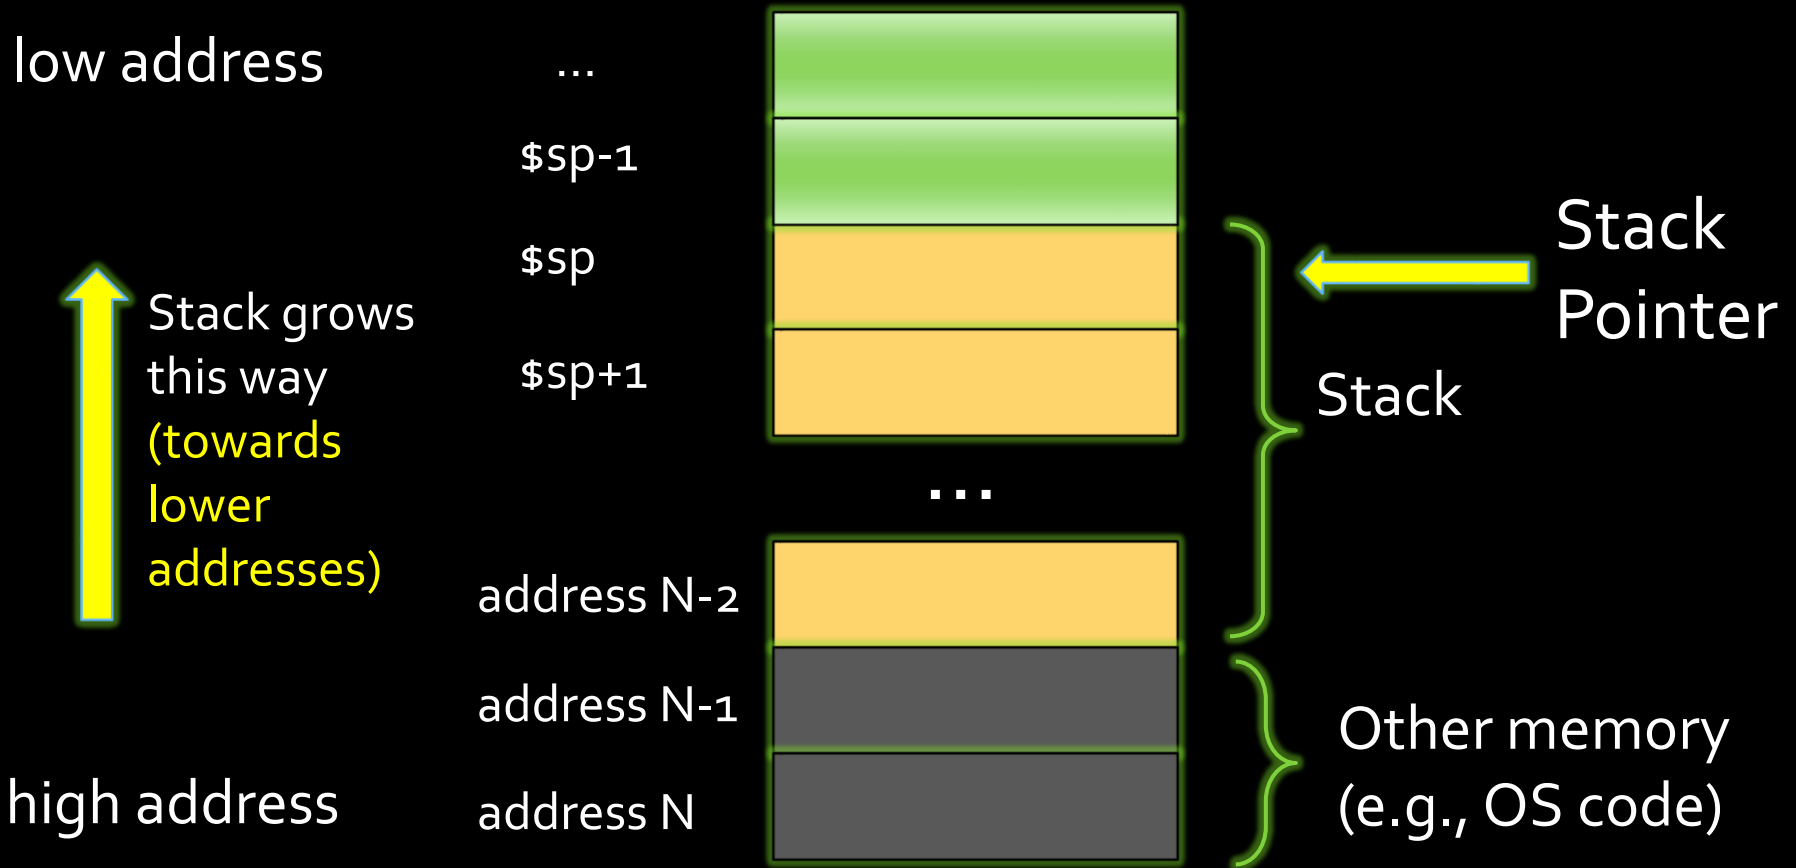 low address
...
$sp-1
$sp
$sp+1
Stack
Pointer
Stack grows
this way
(towards
lower
addresses)
Stack
...
address N-2
address N-1
address N
high address
Other memory
(e.g., OS code)